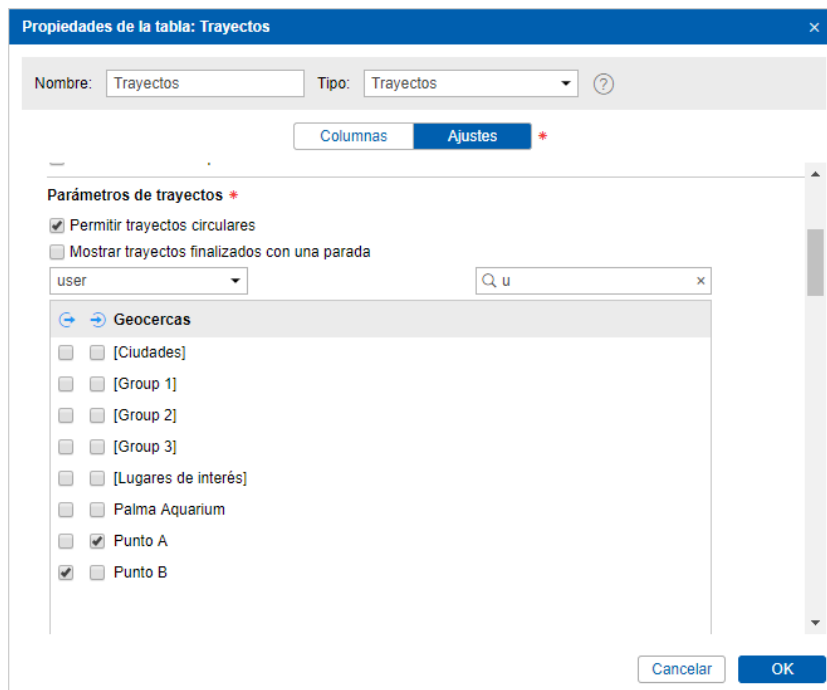 Propiedades de la tabla: Trayectos
Nombre: Trayectos Tipo: Trayectos ?
Columnas Ajustes *
Parámetros de trayectos *
Permitir trayectos circulares
Mostrar trayectos finalizados con una parada
user u
Geocercas
[Ciudades]
[Group 1]
[Group 2]
[Group 3]
[Lugares de interés]
Palma Aquarium
Punto A
Punto B
Cancelar OK